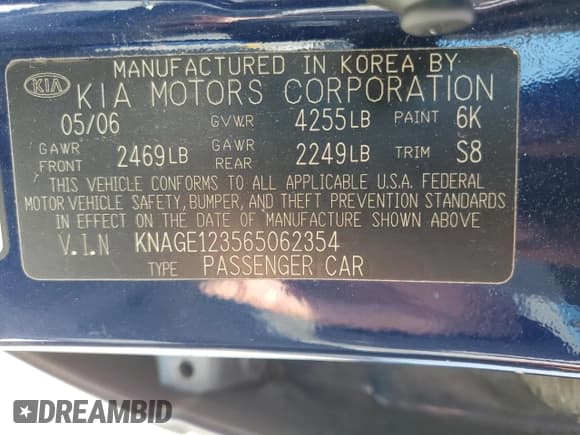 MANUFACTURED IN KOREA BY
KIA KIA MOTORS CORPORATION
05/06 GVWR 4255LB PAINT 6K
GAWR FRONT 2469LB GAWR REAR 2249LB TRIM S8
THIS VEHICLE CONFORMS TO ALL APPLICABLE U.S.A. FEDERAL
MOTOR VEHICLE SAFETY, BUMPER, AND THEFT PREVENTION STANDARDS
IN EFFECT ON THE DATE OF MANUFACTURE SHOWN ABOVE
V.I.N KNAGE123565062354
TYPE PASSENGER CAR
DREAMBID